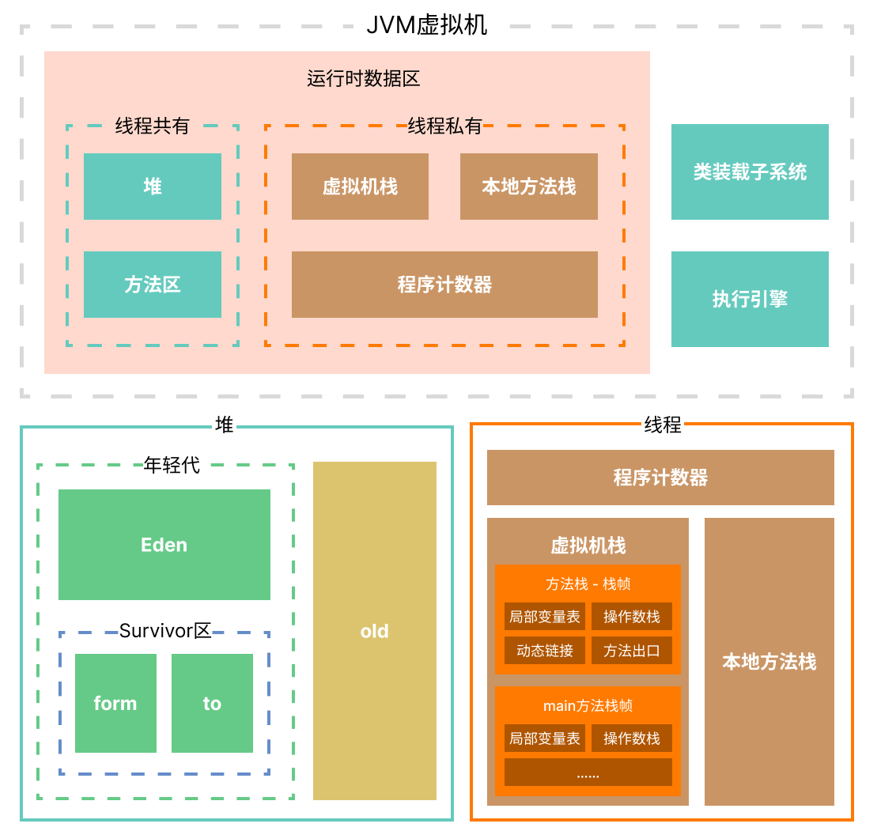 JVM虚拟机
运行时数据区
线程共有
线程私有
堆
虚拟机栈
本地方法栈
类装载子系统
方法区
程序计数器
执行引擎
堆
年轻代
Eden
Survivor区
form
to
old
线程
程序计数器
虚拟机栈
方法栈 - 栈帧
局部变量表
操作数栈
动态链接
方法出口
main方法栈帧
局部变量表
操作数栈
......
本地方法栈